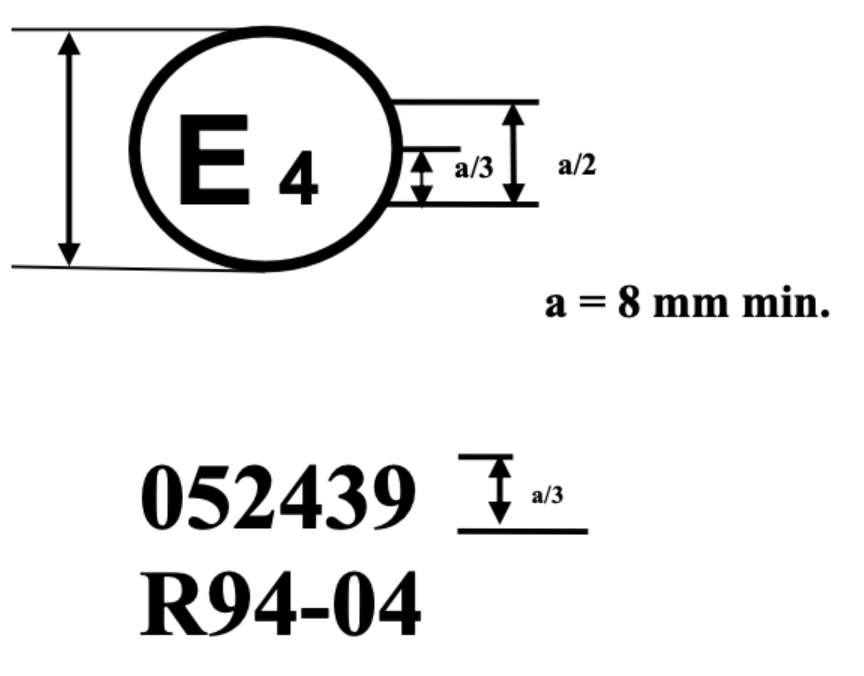 E 4
a/3
a/2
a = 8 mm min.
052439
a/3
R94-04